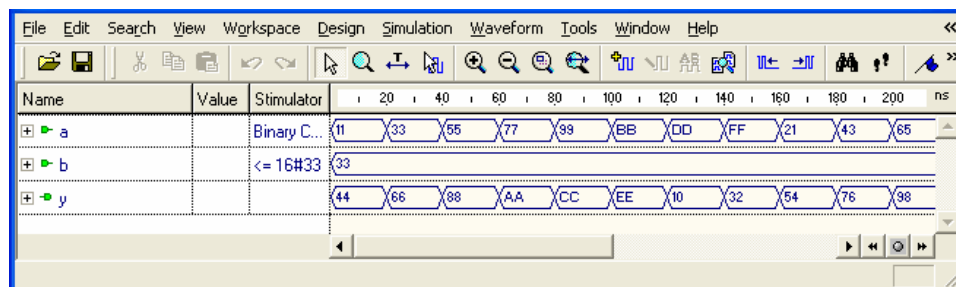 File Edit Search View Workspace Design Simulation Waveform Tools Window Help
Name Value Stimulator 20 40 60 80 100 120 140 160 180 200 ns
a Binary C... 11 33 55 77 99 BB DD FF 21 43 65
b <= 16#33 33
y 44 66 88 AA CC EE 10 32 54 76 98